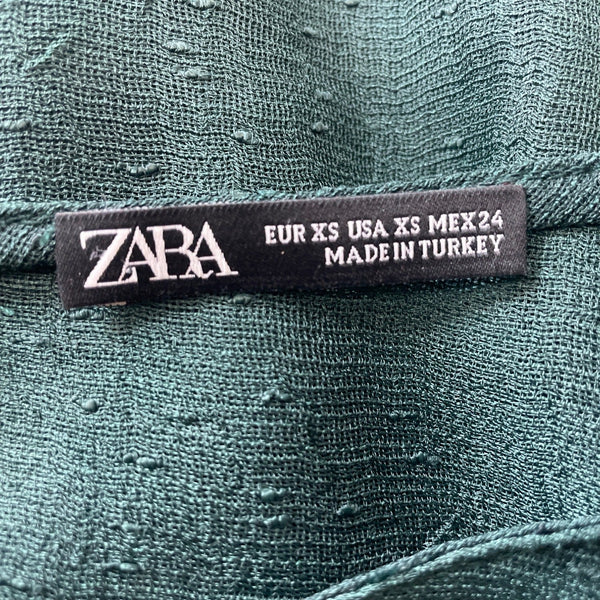 ZARA
EUR XS USA XS MEX 24
MADE IN TURKEY